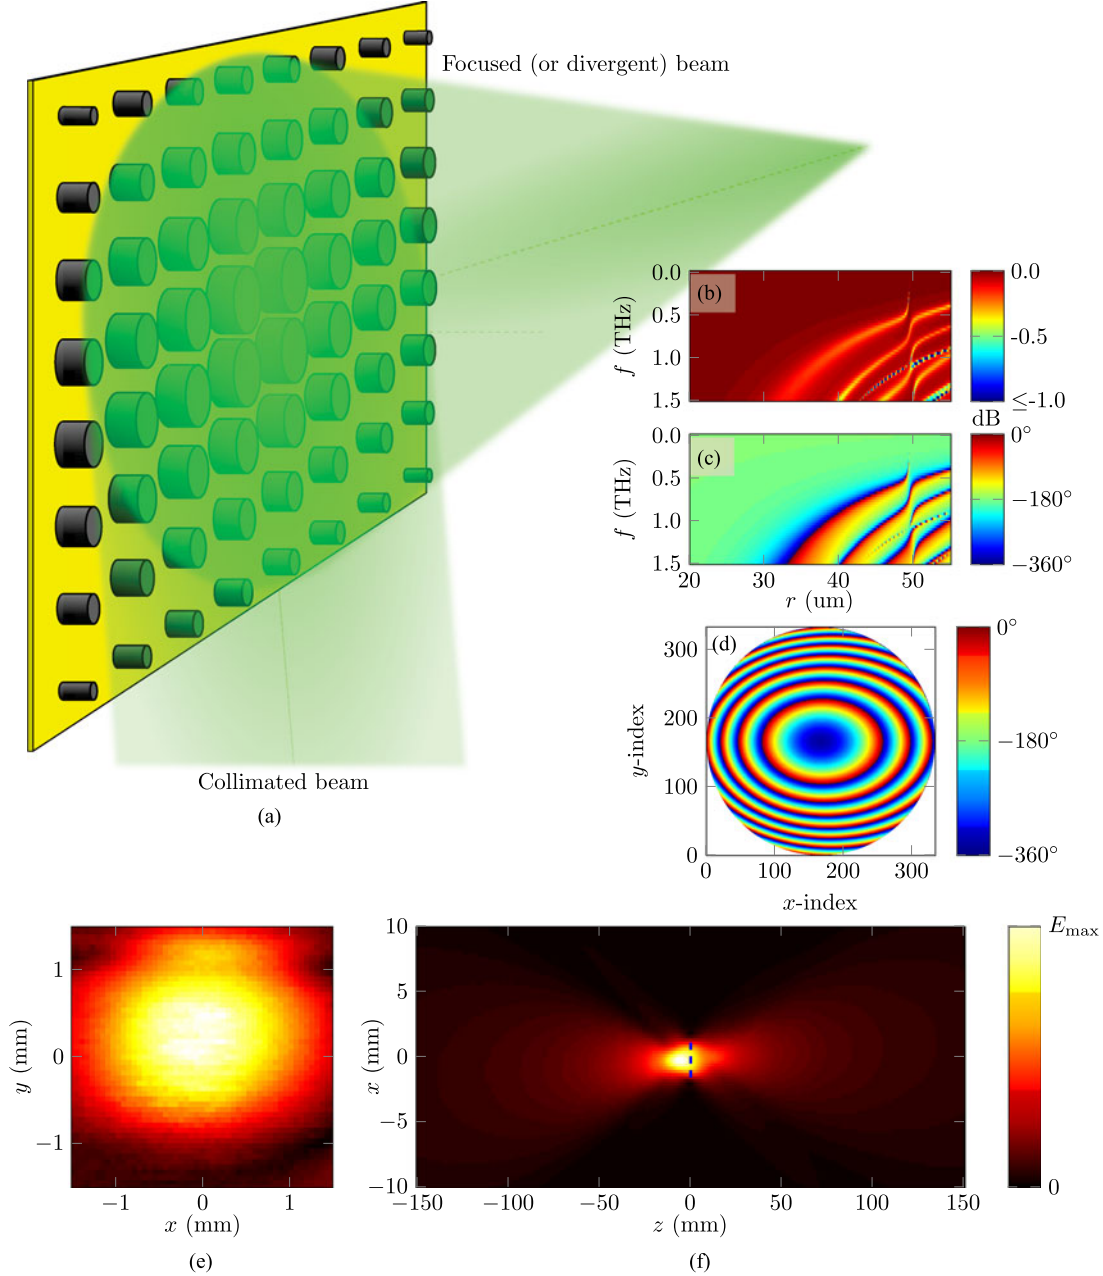 Focused (or divergent) beam
Collimated beam
(a)
(b)
f (THz)
0.0
0.5
1.0
1.5
0.0
-0.5
≤-1.0
dB
(c)
f (THz)
0.0
0.5
1.0
1.5
20 30 40 50
r (um)
0°
−180°
−360°
(d)
y-index
300
200
100
0
0 100 200 300
x-index
0°
−180°
−360°
y (mm)
1
0
−1
−1 0 1
x (mm)
(e)
x (mm)
10
5
0
−5
−10
−150 −100 −50 0 50 100 150
z (mm)
(f)
Emax
0